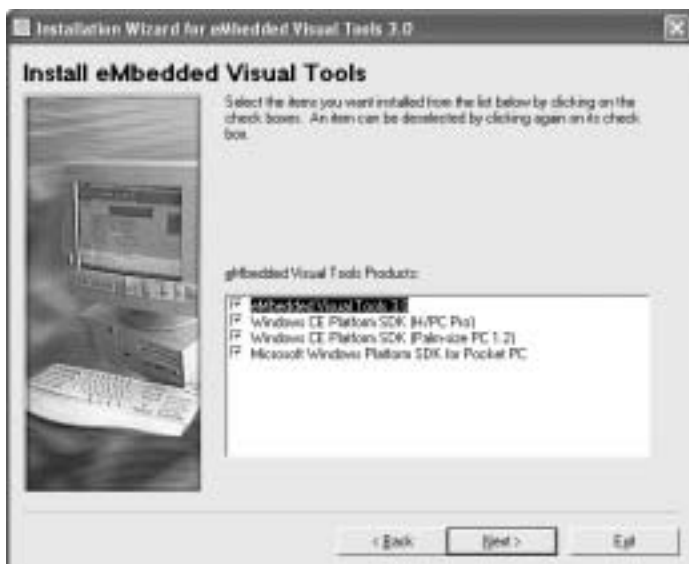 Installation Wizard for eMbedded Visual Tools 3.0
Install eMbedded Visual Tools
Select the items you want installed from the list below by clicking on the
check boxes. An item can be deselected by clicking again on its check
box.
eMbedded Visual Tools Products:
eMbedded Visual Tools 3.0
Windows CE Platform SDK (H/PC Pro)
Windows CE Platform SDK (Palm-size PC 1.2)
Microsoft Windows Platform SDK for Pocket PC
< Back
Next >
Exit